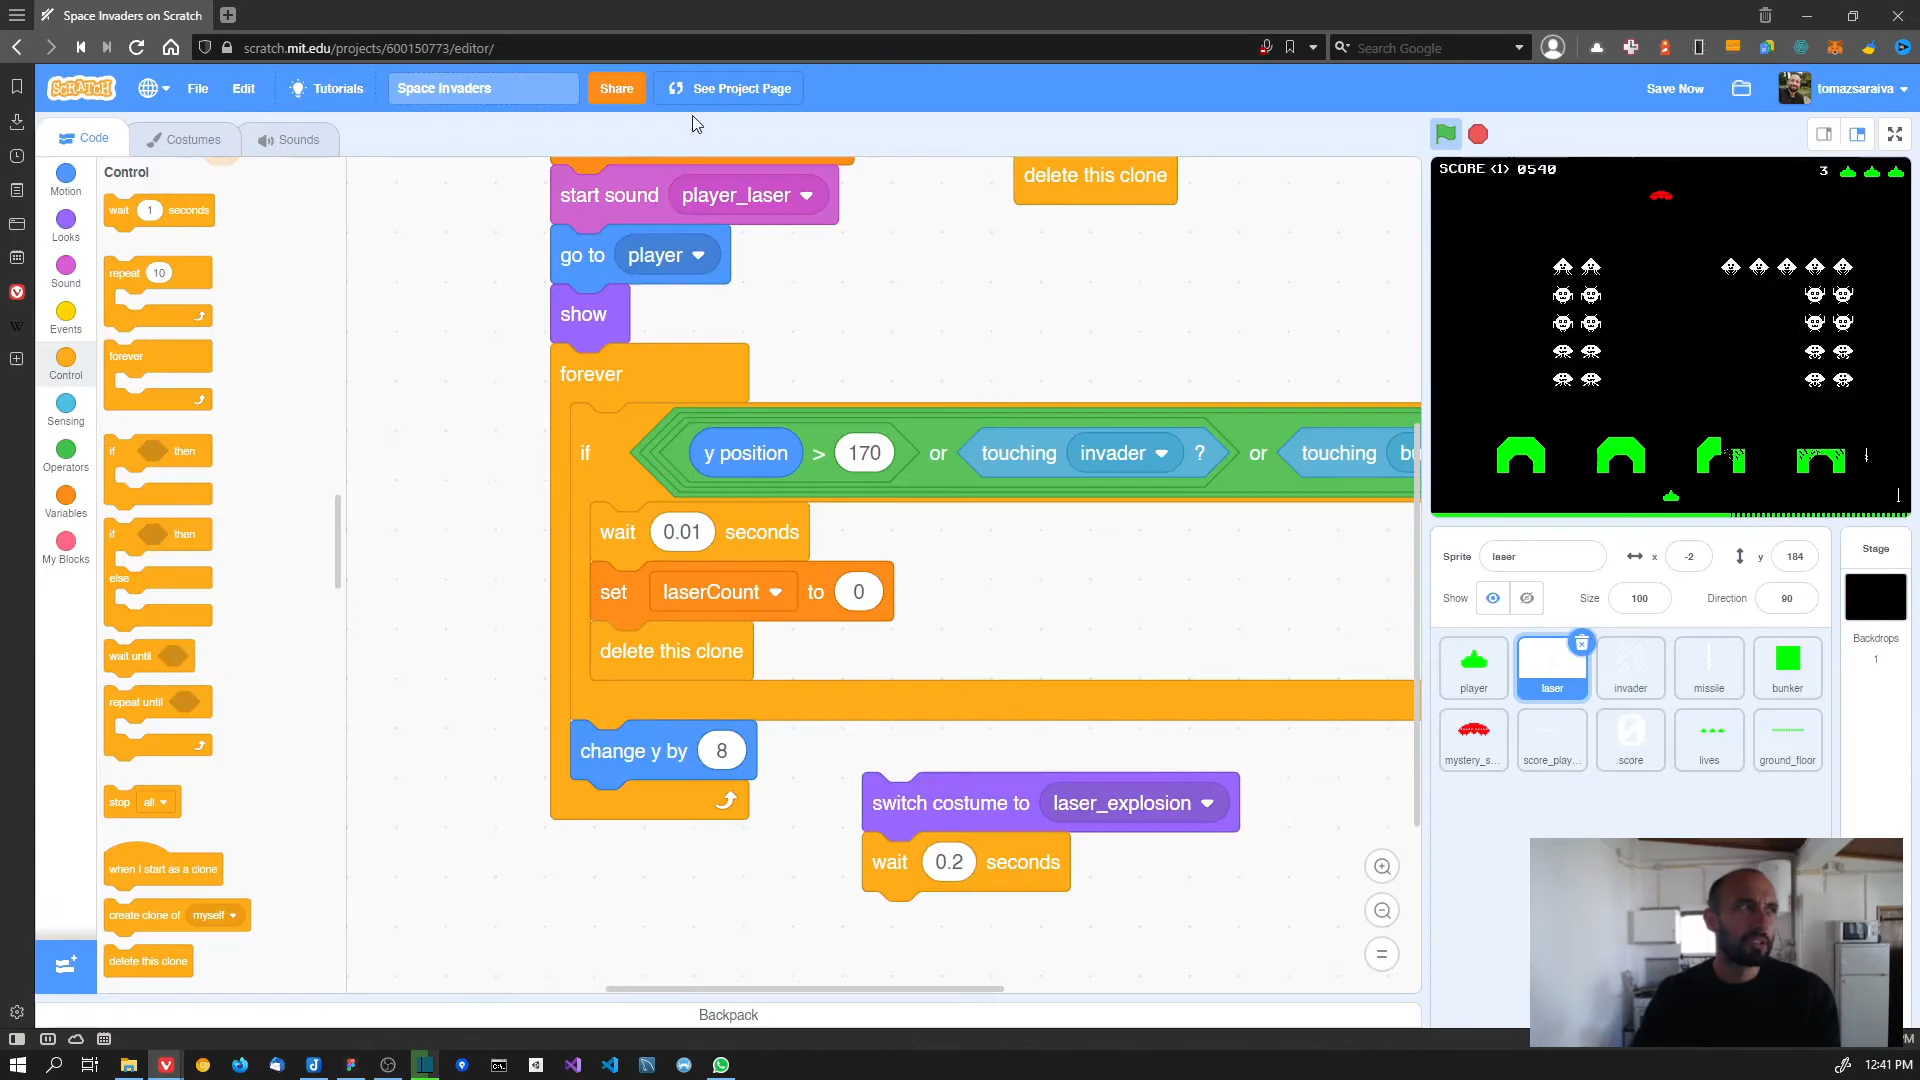 Space Invaders on Scratch
scratch.mit.edu/projects/600150773/editor/
Search Google
SCRATCH
File
Edit
Tutorials
Space Invaders
Share
See Project Page
Save Now
tomazsaraiva
Code
Costumes
Sounds
Motion
Looks
Sound
Events
Control
Sensing
Operators
Variables
My Blocks
Control
wait 1 seconds
repeat 10
forever
if then
if then
else
wait until
repeat until
stop all
when I start as a clone
create clone of myself
delete this clone
delete this clone
start sound player_laser
go to player
show
forever
if y position > 170 or touching invader ? or touching bu
wait 0.01 seconds
set laserCount to 0
delete this clone
change y by 8
switch costume to laser_explosion
wait 0.2 seconds
Backpack
SCORE <1> 0540
3
Sprite laser x -2 y 184
Show Size 100 Direction 90
Stage
Backdrops
1
player
laser
invader
missile
bunker
mystery_s...
score_play...
score
lives
ground_floor
12:41 PM